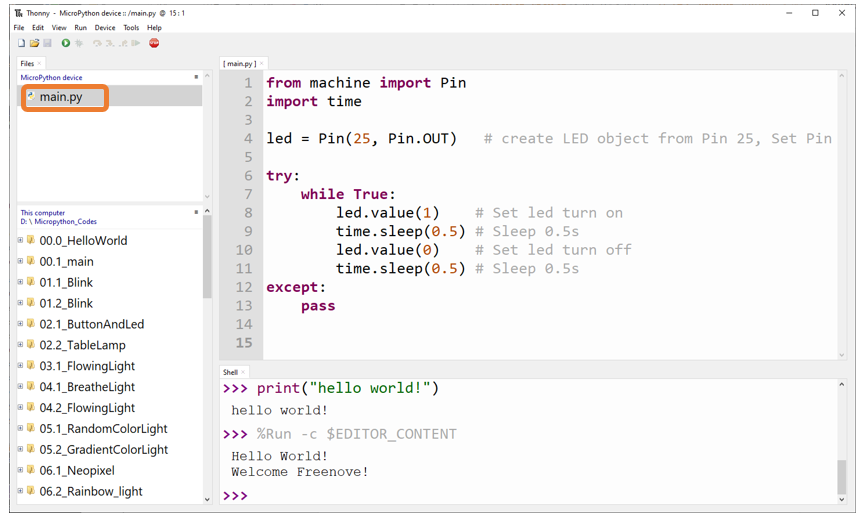 Thonny - MicroPython device :: /main.py @ 15 : 1
File Edit View Run Device Tools Help
Files
MicroPython device
main.py
This computer
D: \ Micropython_Codes
00.0_HelloWorld
00.1_main
01.1_Blink
01.2_Blink
02.1_ButtonAndLed
02.2_TableLamp
03.1_FlowingLight
04.1_BreatheLight
04.2_FlowingLight
05.1_RandomColorLight
05.2_GradientColorLight
06.1_Neopixel
06.2_Rainbow_light
[ main.py ]
1 from machine import Pin
2 import time
3
4 led = Pin(25, Pin.OUT)   # create LED object from Pin 25, Set Pin
5
6 try:
7     while True:
8         led.value(1)    # Set led turn on
9         time.sleep(0.5) # Sleep 0.5s
10         led.value(0)    # Set led turn off
11         time.sleep(0.5) # Sleep 0.5s
12 except:
13     pass
14
15
Shell
>>> print("hello world!")
hello world!
>>> %Run -c $EDITOR_CONTENT
Hello World!
Welcome Freenove!
>>>